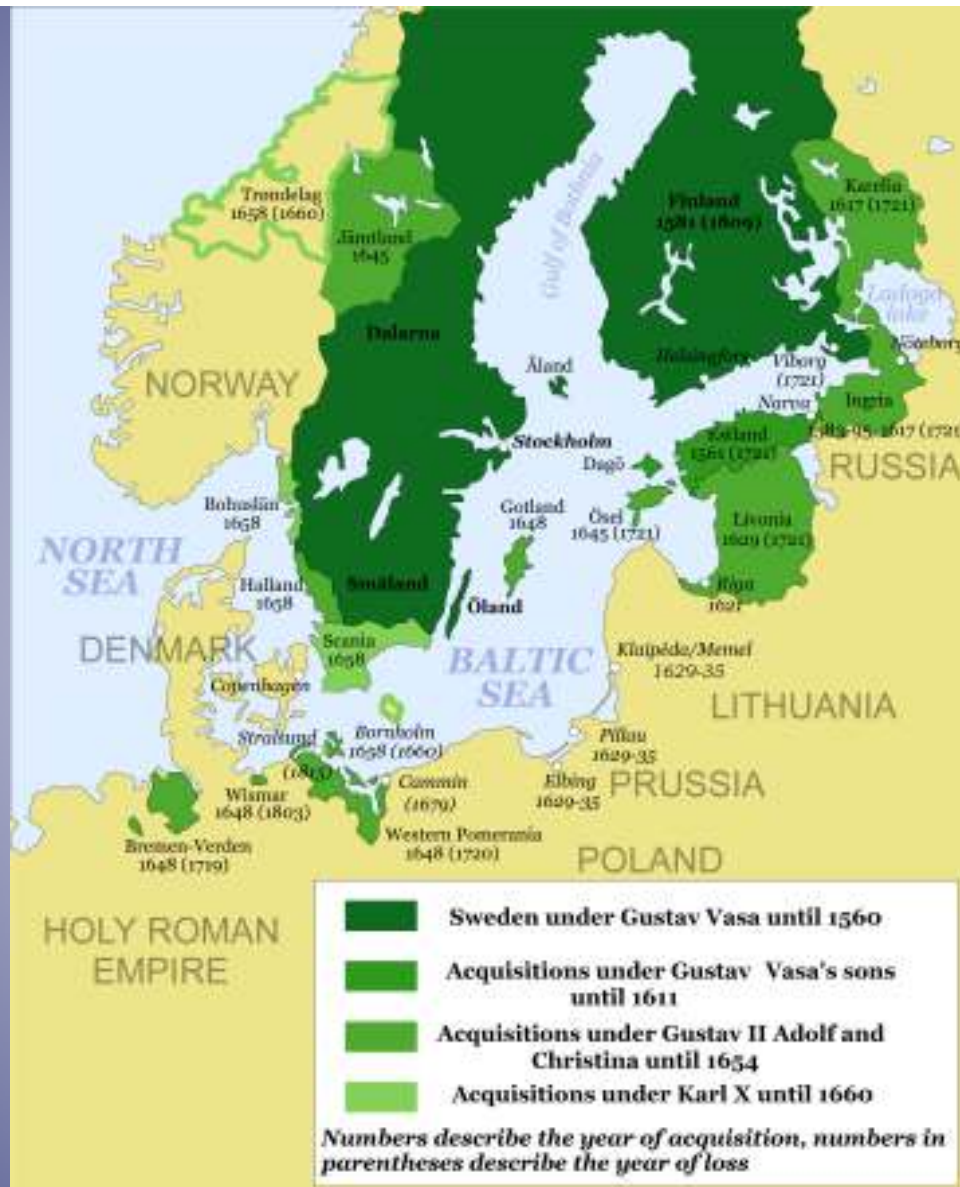 Trøndelag
1658 (1660)
Jämtland
1645
Gulf of Bothnia
Finland
1581 (1809)
Karelia
1617 (1721)
Ladoga
lake
Nöteborg
Dalarna
NORWAY
Åland
Helsingfors
Viborg
(1721)
Narva
Ingria
1583-95, 1617 (1721)
Stockholm
Estland
1561 (1721)
Dagö
RUSSIA
Bohuslän
1658
Gotland
1648
Ösel
1645 (1721)
Livonia
1629 (1721)
NORTH
SEA
Halland
1658
Småland
Öland
Riga
1621
DENMARK
Scania
1658
BALTIC
SEA
Klaipėda/Memel
1629-35
Copenhagen
LITHUANIA
Stralsund
(1815)
Bornholm
1658 (1660)
Pillau
1629-35
Wismar
1648 (1803)
Cammin
(1679)
Elbing
1629-35
PRUSSIA
Bremen-Verden
1648 (1719)
Western Pomerania
1648 (1720)
POLAND
HOLY ROMAN
EMPIRE
Sweden under Gustav Vasa until 1560
Acquisitions under Gustav Vasa's sons
until 1611
Acquisitions under Gustav II Adolf and
Christina until 1654
Acquisitions under Karl X until 1660
Numbers describe the year of acquisition, numbers in
parentheses describe the year of loss